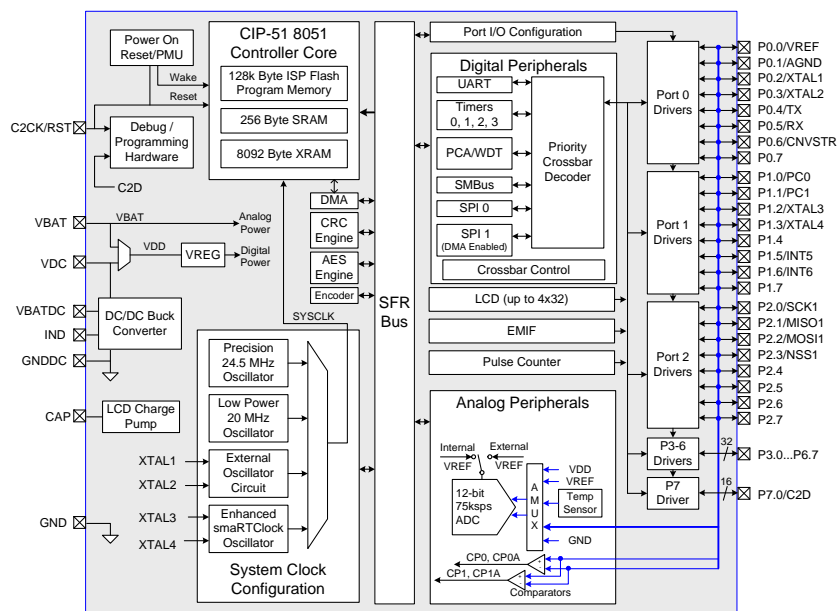 Power On
Reset/PMU
Wake
Reset
C2CK/RST
Debug /
Programming
Hardware
C2D
CIP-51 8051
Controller Core
128k Byte ISP Flash
Program Memory
256 Byte SRAM
8092 Byte XRAM
DMA
CRC
Engine
AES
Engine
Encoder
SYSCLK
VBAT
VBAT
Analog
Power
VDC
VDD
VREG
Digital
Power
VBATDC
IND
GNDDC
DC/DC Buck
Converter
CAP
LCD Charge
Pump
GND
XTAL1
XTAL2
XTAL3
XTAL4
Precision
24.5 MHz
Oscillator
Low Power
20 MHz
Oscillator
External
Oscillator
Circuit
Enhanced
smaRTClock
Oscillator
System Clock
Configuration
SFR
Bus
Port I/O Configuration
Digital Peripherals
UART
Timers
0, 1, 2, 3
PCA/WDT
SMBus
SPI 0
SPI 1
(DMA Enabled)
Priority
Crossbar
Decoder
Crossbar Control
LCD (up to 4x32)
EMIF
Pulse Counter
Analog Peripherals
Internal
VREF
External
VREF
12-bit
75ksps
ADC
A
M
U
X
VDD
VREF
Temp
Sensor
GND
CP0, CP0A
CP1, CP1A
+
-
+
-
Comparators
Port 0
Drivers
Port 1
Drivers
Port 2
Drivers
P3-6
Drivers
P7
Driver
32
16
P0.0/VREF
P0.1/AGND
P0.2/XTAL1
P0.3/XTAL2
P0.4/TX
P0.5/RX
P0.6/CNVSTR
P0.7
P1.0/PC0
P1.1/PC1
P1.2/XTAL3
P1.3/XTAL4
P1.4
P1.5/INT5
P1.6/INT6
P1.7
P2.0/SCK1
P2.1/MISO1
P2.2/MOSI1
P2.3/NSS1
P2.4
P2.5
P2.6
P2.7
P3.0...P6.7
P7.0/C2D